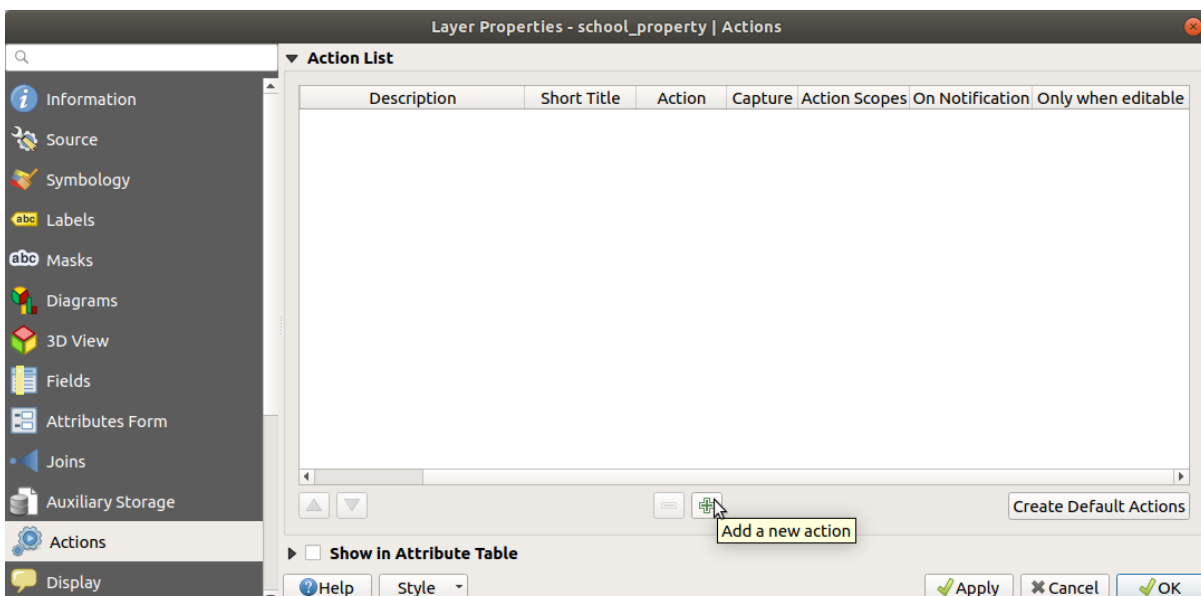 Layer Properties - school_property | Actions
Action List
Information
Source
Symbology
abc Labels
abc Masks
Diagrams
3D View
Fields
Attributes Form
Joins
Auxiliary Storage
Actions
Display
Description Short Title Action Capture Action Scopes On Notification Only when editable
Create Default Actions
Add a new action
Show in Attribute Table
Help Style Apply Cancel OK